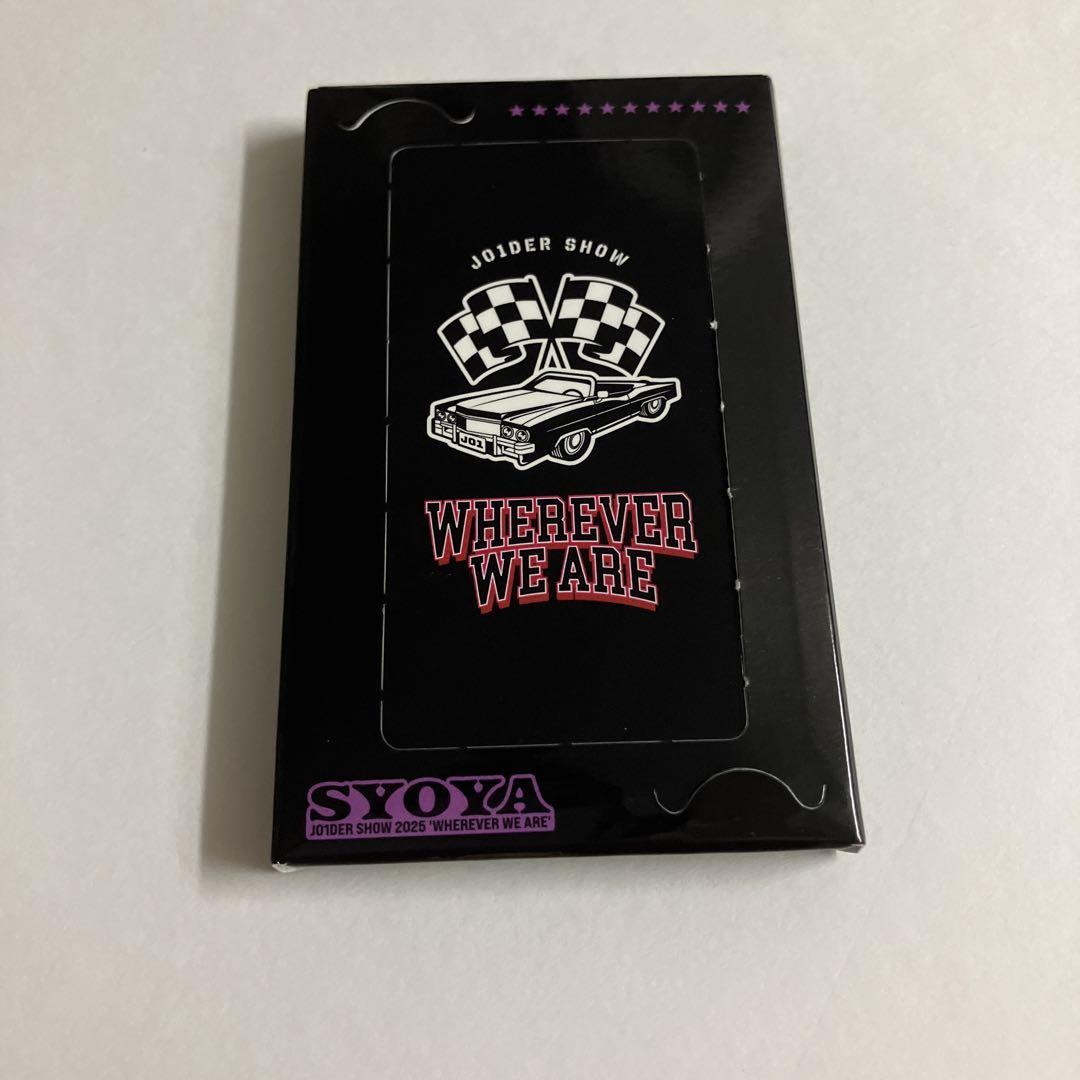 JO1DER SHOW
JO1
WHEREVER
WE ARE
SYOYA
JO1DER SHOW 2025 'WHEREVER WE ARE'